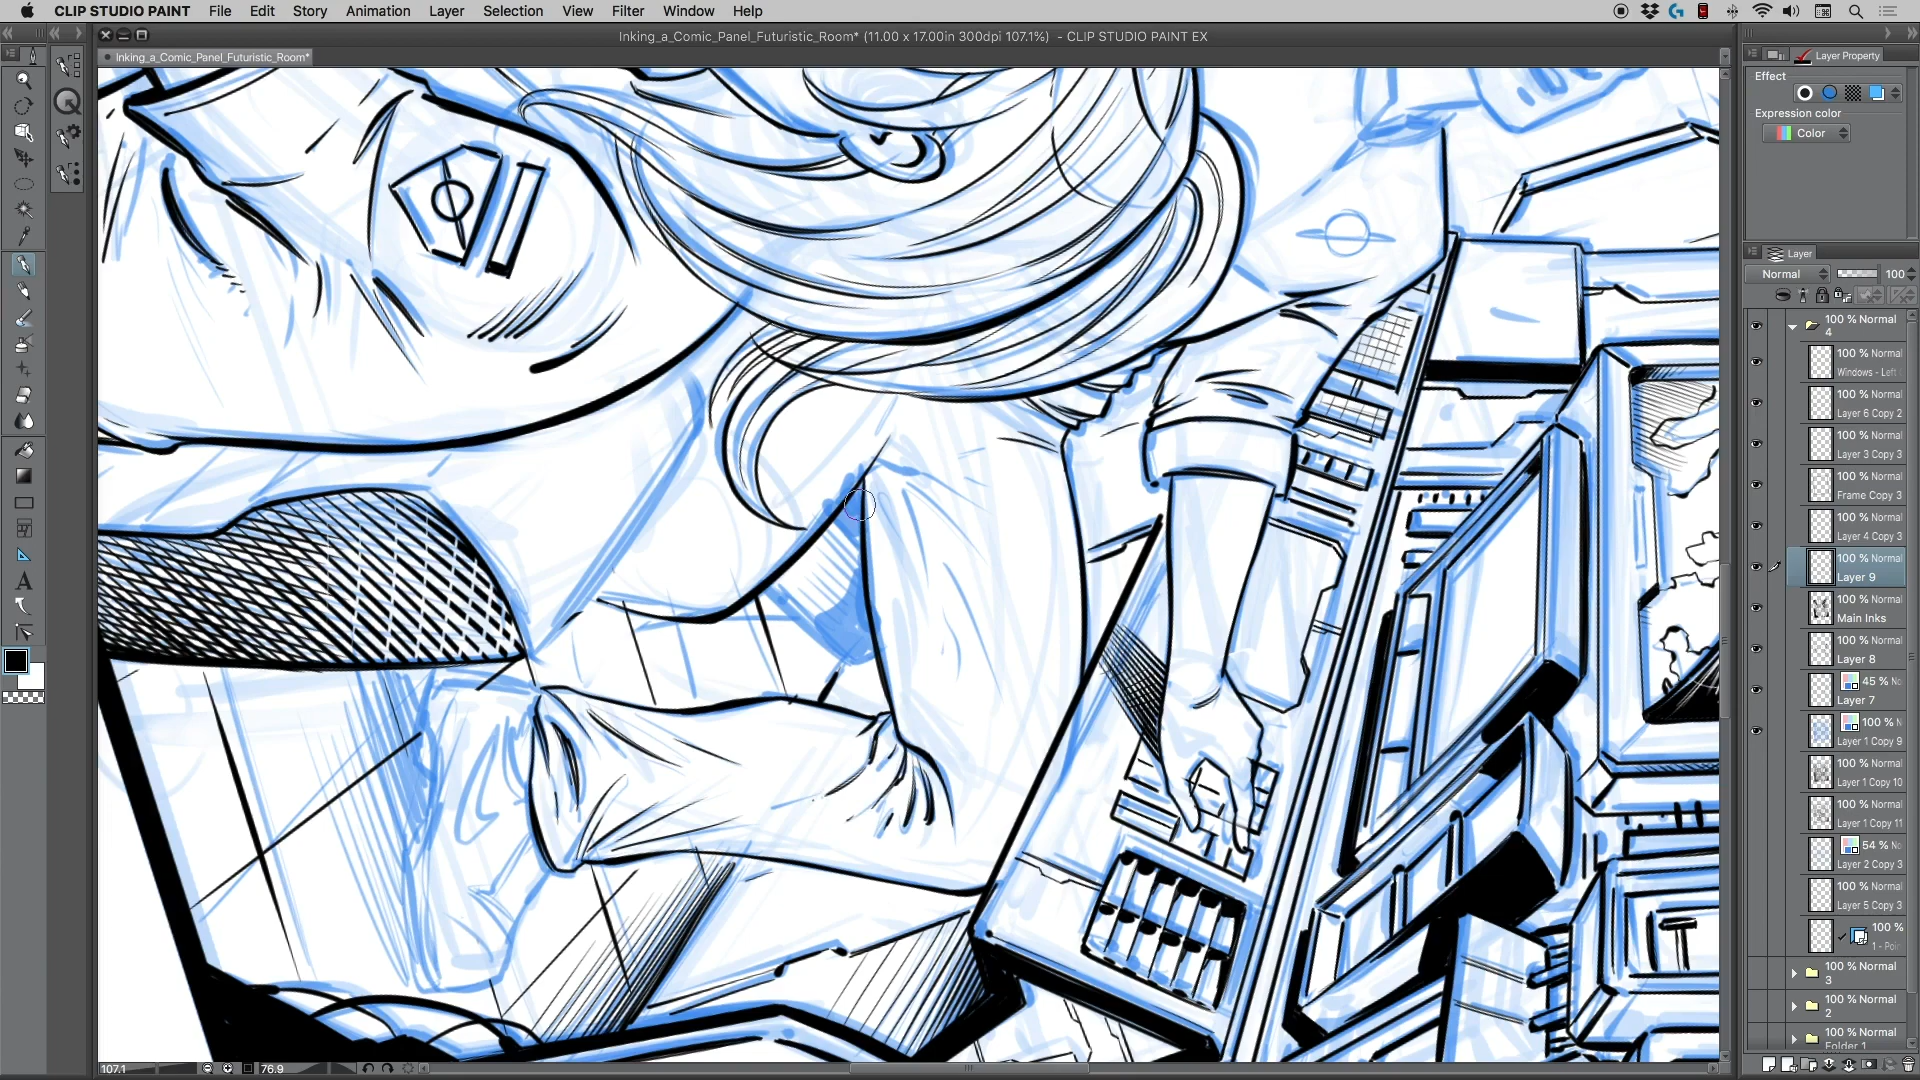 CLIP STUDIO PAINT File Edit Story Animation Layer Selection View Filter Window Help
Inking_a_Comic_Panel_Futuristic_Room* (11.00 x 17.00in 300dpi 107.1%) - CLIP STUDIO PAINT EX
Inking_a_Comic_Panel_Futuristic_Room*
Layer Property
Effect
Expression color
Color
Layer
Normal 100
100 % Normal
4
100 % Normal
Windows - Left
100 % Normal
Layer 6 Copy 2
100 % Normal
Layer 3 Copy 3
100 % Normal
Frame Copy 3
100 % Normal
Layer 4 Copy 3
100 % Normal
Layer 9
100 % Normal
Main Inks
100 % Normal
Layer 8
45 % No
Layer 7
100 % N
Layer 1 Copy 9
100 % Normal
Layer 1 Copy 10
100 % Normal
Layer 1 Copy 11
54 % No
Layer 2 Copy 3
100 % Normal
Layer 5 Copy 3
100 %
1 - Poi
100 % Normal
3
100 % Normal
2
100 % Normal
Folder 1
107.1 76.9